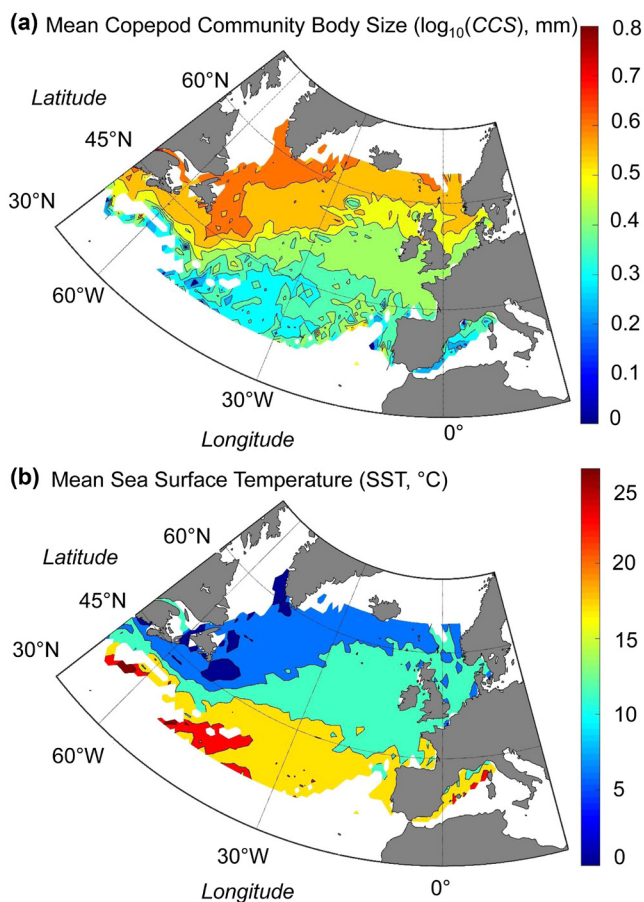 (a) Mean Copepod Community Body Size (log₁₀(CCS), mm)
0.8
0.7
0.6
0.5
0.4
0.3
0.2
0.1
0
60°N
Latitude
45°N
30°N
60°W
30°W
0°
Longitude
(b) Mean Sea Surface Temperature (SST, °C)
25
20
15
10
5
0
60°N
Latitude
45°N
30°N
60°W
30°W
0°
Longitude